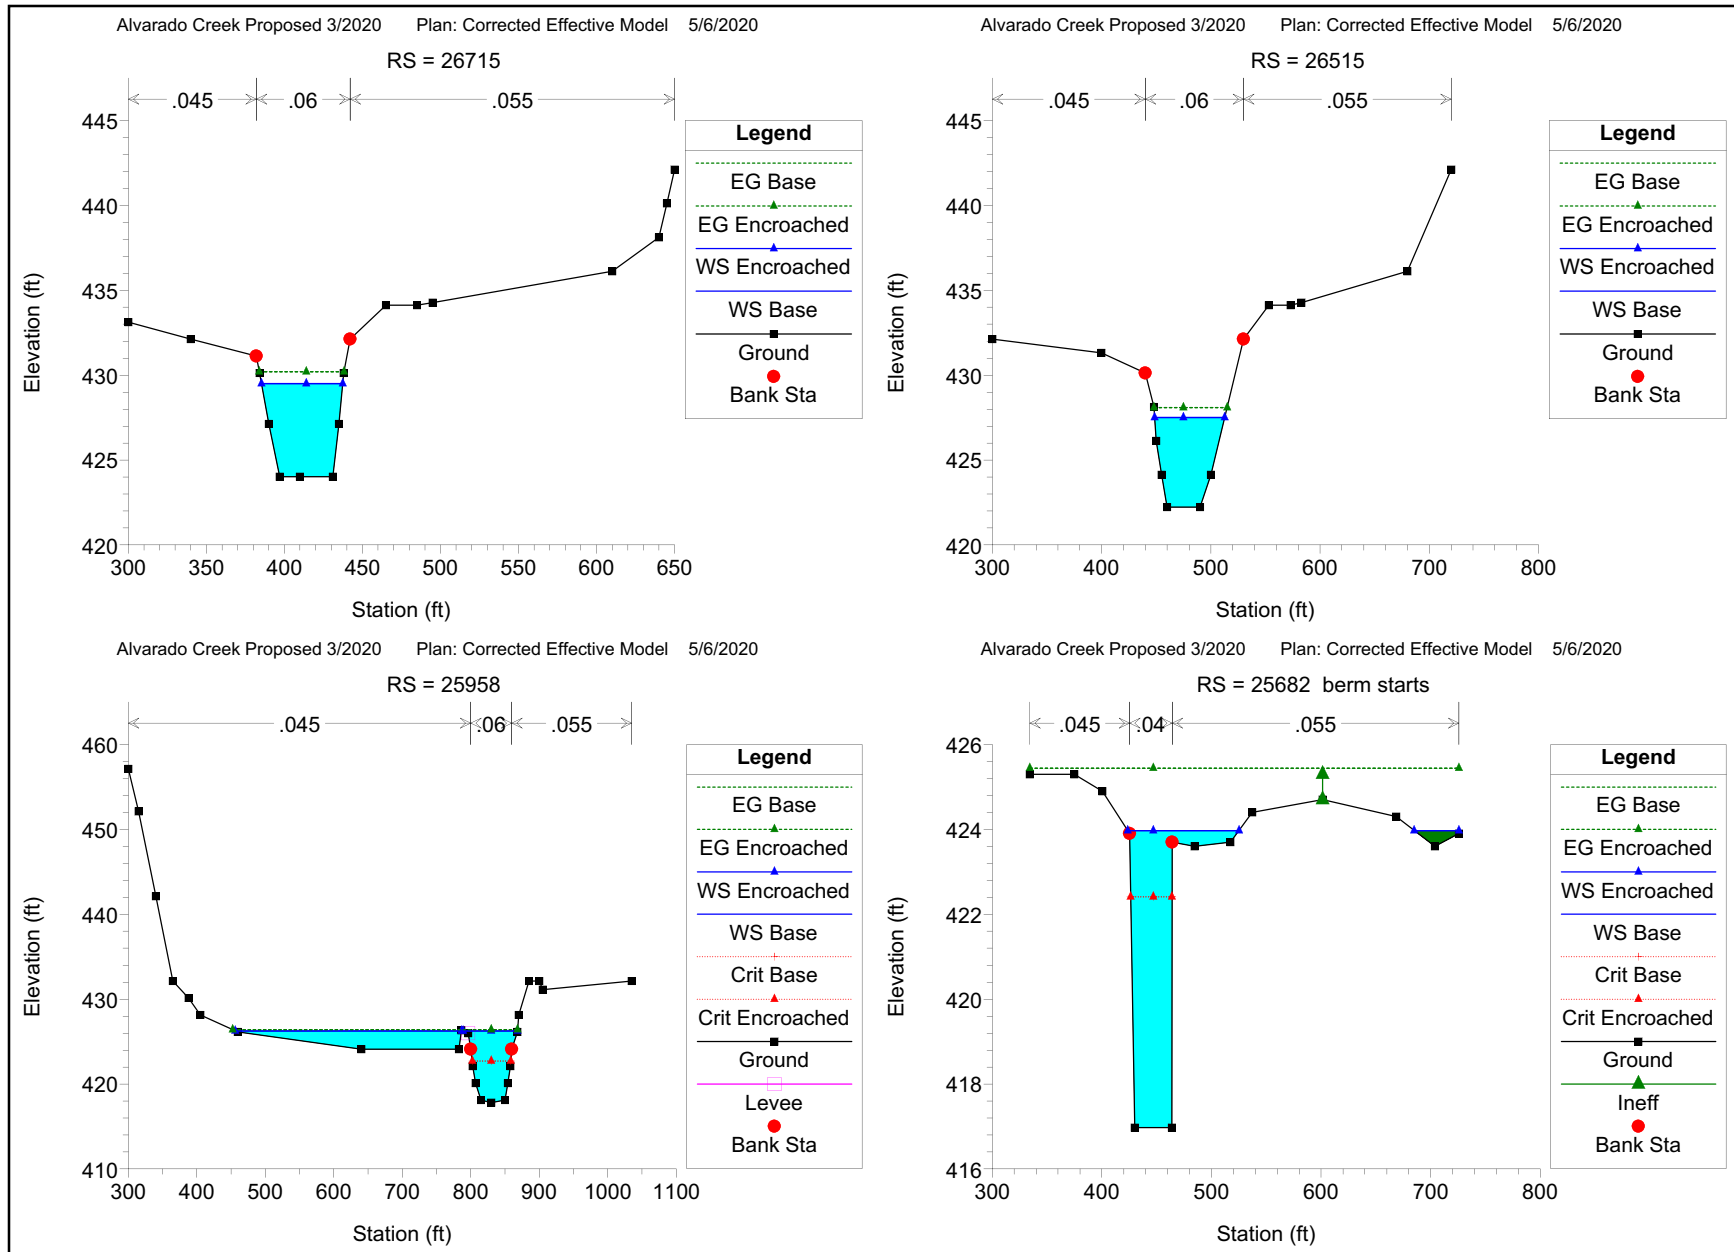 Alvarado Creek Proposed 3/2020 Plan: Corrected Effective Model 5/6/2020
RS = 26715
.045 .06 .055
445
440
435
430
425
420
Elevation (ft)
300 350 400 450 500 550 600 650
Station (ft)
Legend
EG Base
EG Encroached
WS Encroached
WS Base
Ground
Bank Sta
Alvarado Creek Proposed 3/2020 Plan: Corrected Effective Model 5/6/2020
RS = 26515
.045 .06 .055
445
440
435
430
425
420
Elevation (ft)
300 400 500 600 700 800
Station (ft)
Legend
EG Base
EG Encroached
WS Encroached
WS Base
Ground
Bank Sta
Alvarado Creek Proposed 3/2020 Plan: Corrected Effective Model 5/6/2020
RS = 25958
.045 .06 .055
460
450
440
430
420
410
Elevation (ft)
300 400 500 600 700 800 900 1000 1100
Station (ft)
Legend
EG Base
EG Encroached
WS Encroached
WS Base
Crit Base
Crit Encroached
Ground
Levee
Bank Sta
Alvarado Creek Proposed 3/2020 Plan: Corrected Effective Model 5/6/2020
RS = 25682 berm starts
.045 .04 .055
426
424
422
420
418
416
Elevation (ft)
300 400 500 600 700 800
Station (ft)
Legend
EG Base
EG Encroached
WS Encroached
WS Base
Crit Base
Crit Encroached
Ground
Ineff
Bank Sta